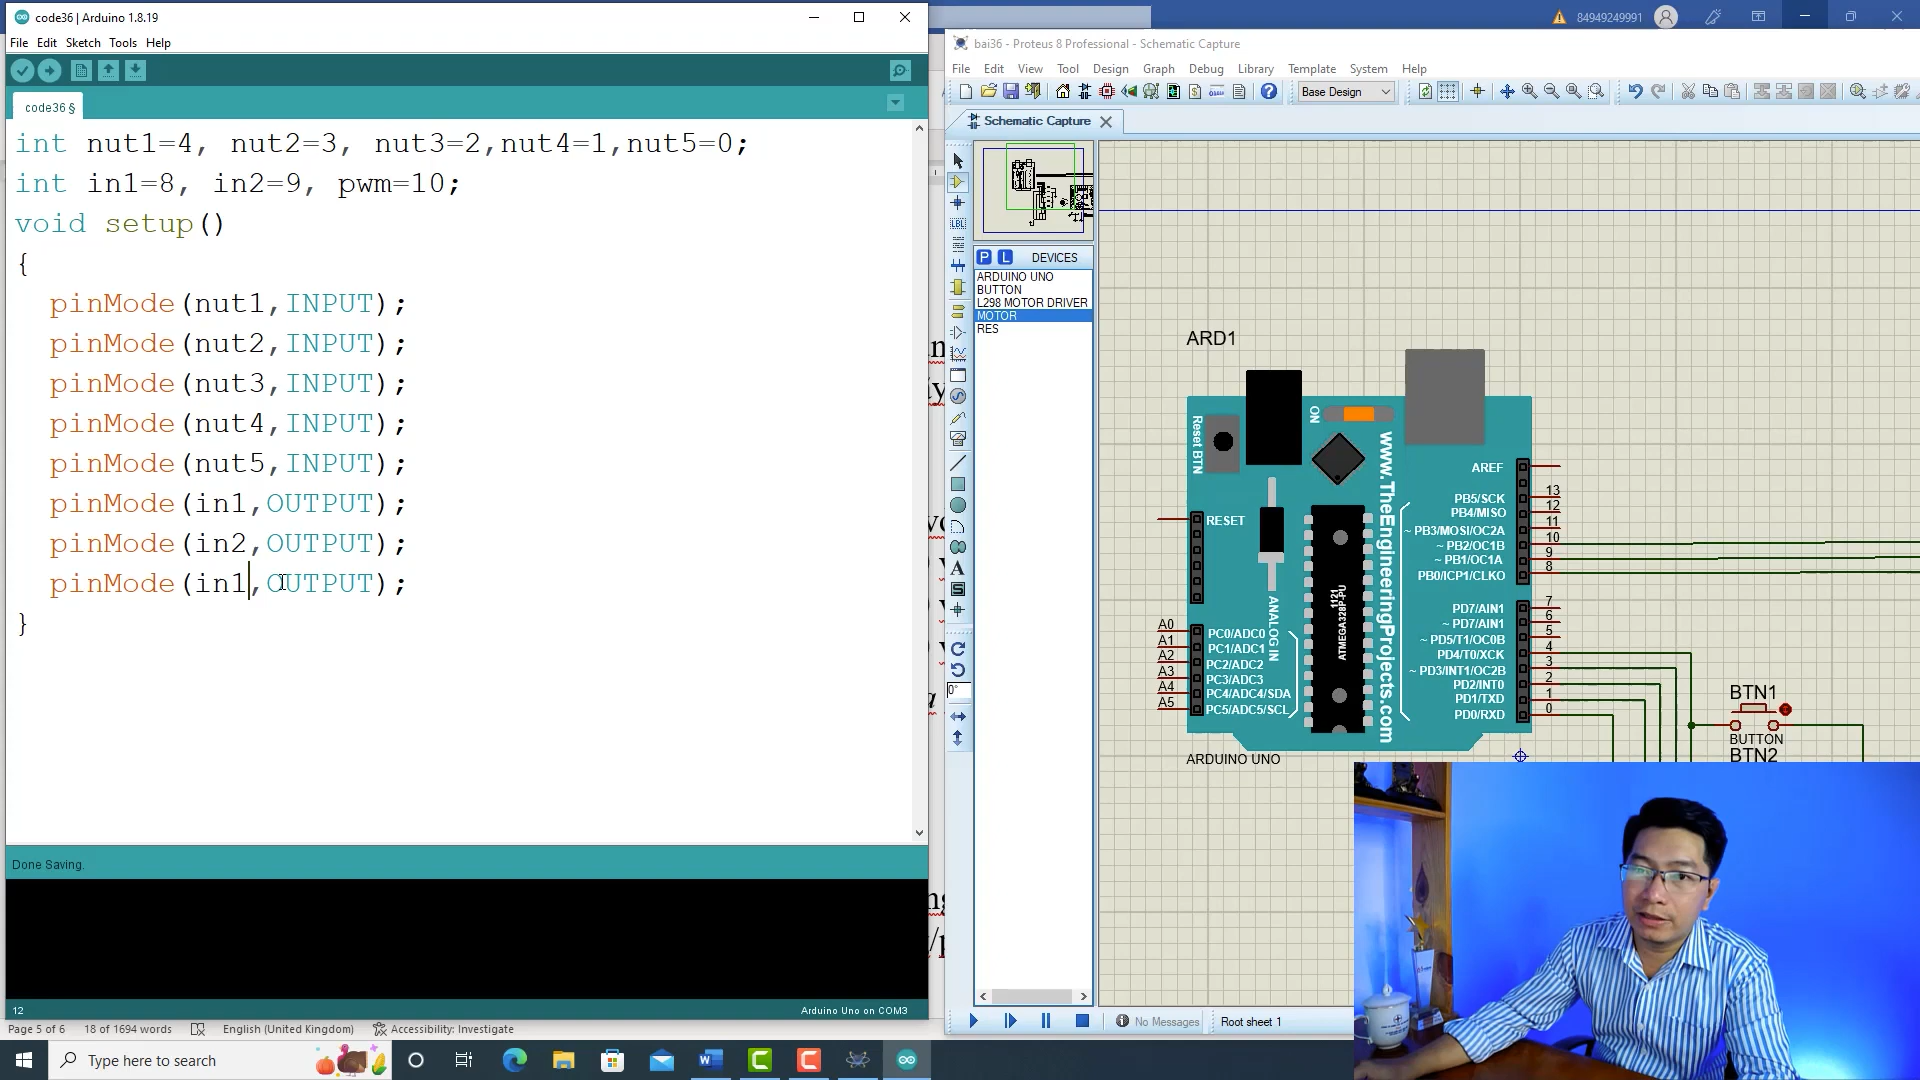 code36 | Arduino 1.8.19
File Edit Sketch Tools Help
code36 §
int nut1=4, nut2=3, nut3=2,nut4=1,nut5=0;
int in1=8, in2=9, pwm=10;
void setup()
{
pinMode(nut1,INPUT);
pinMode(nut2,INPUT);
pinMode(nut3,INPUT);
pinMode(nut4,INPUT);
pinMode(nut5,INPUT);
pinMode(in1,OUTPUT);
pinMode(in2,OUTPUT);
pinMode(in1,OUTPUT);
}
Done Saving.
12
Arduino Uno on COM3
Page 5 of 6 18 of 1694 words English (United Kingdom) Accessibility: Investigate
Type here to search
84949249991
bai36 - Proteus 8 Professional - Schematic Capture
File Edit View Tool Design Graph Debug Library Template System Help
Base Design
Schematic Capture
LBL
P L DEVICES
ARDUINO UNO
BUTTON
L298 MOTOR DRIVER
MOTOR
RES
A
0°
ARD1
Reset BTN
ON
www.TheEngineeringProjects.com
1121
ATMEGA328P-PU
ANALOG IN
RESET
A0 PC0/ADC0
A1 PC1/ADC1
A2 PC2/ADC2
A3 PC3/ADC3
A4 PC4/ADC4/SDA
A5 PC5/ADC5/SCL
AREF
PB5/SCK 13
PB4/MISO 12
~ PB3/MOSI/OC2A 11
~ PB2/OC1B 10
~ PB1/OC1A 9
PB0/ICP1/CLKO 8
PD7/AIN1 7
~ PD7/AIN1 6
~ PD5/T1/OC0B 5
PD4/T0/XCK 4
~ PD3/INT1/OC2B 3
PD2/INT0 2
PD1/TXD 1
PD0/RXD 0
ARDUINO UNO
BTN1
BUTTON
BTN2
No Messages Root sheet 1